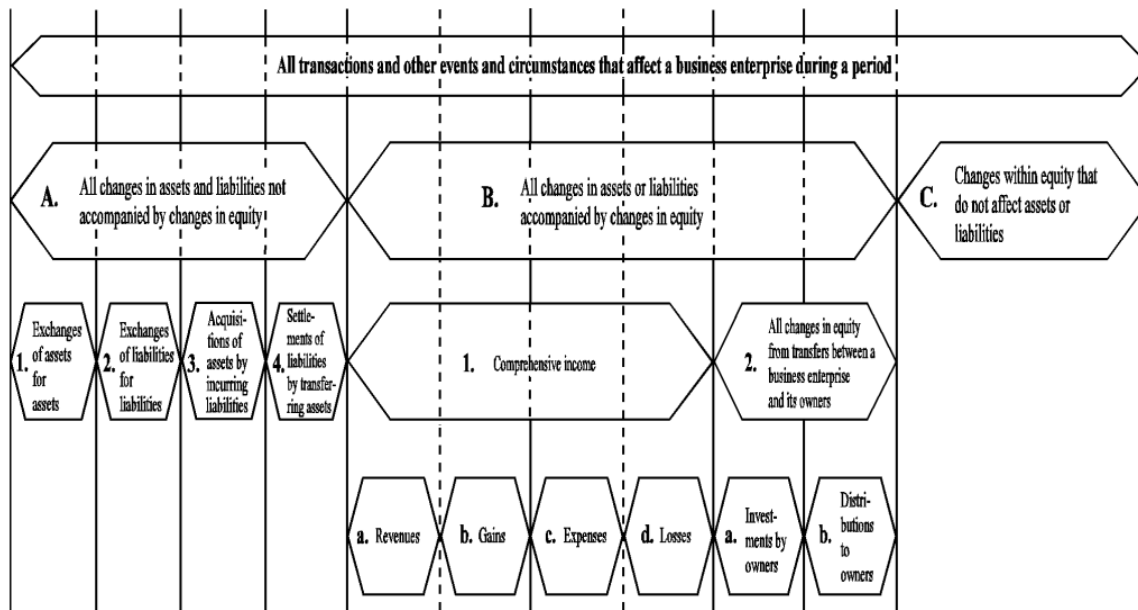 All transactions and other events and circumstances that affect a business enterprise during a period
A.
All changes in assets and liabilities not
accompanied by changes in equity
B.
All changes in assets or liabilities
accompanied by changes in equity
C.
Changes within equity that
do not affect assets or
liabilities
1.
Exchanges
of assets
for
assets
2.
Exchanges
of liabilities
for
liabilities
3.
Acquisitions
of
assets by
incurring
liabilities
4.
Settle-
ments of
liabilities
by transfer-
ring assets
1. Comprehensive income
2.
All changes in equity
from transfers between a
business enterprise
and its owners
a. Revenues
b. Gains
c. Expenses
d. Losses
a.
Invest-
ments by
owners
b.
Distri-
butions
to
owners